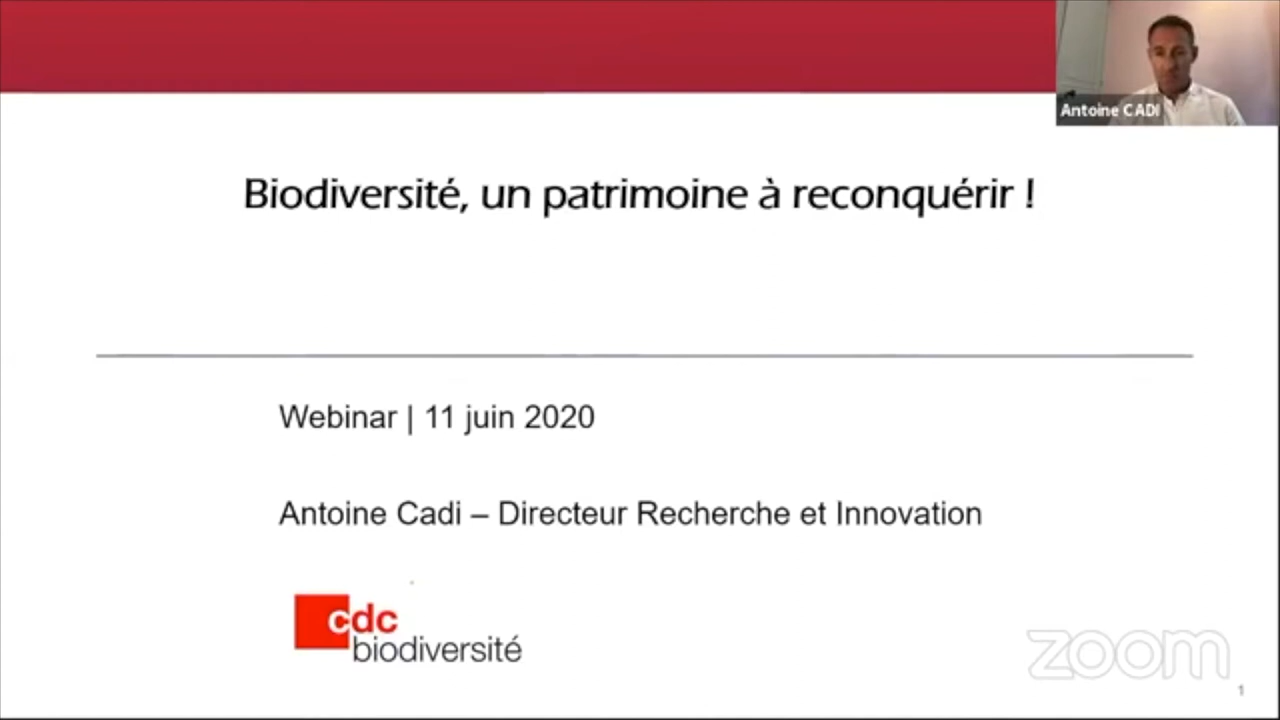 Antoine CADI
Biodiversité, un patrimoine à reconquérir !
Webinar | 11 juin 2020
Antoine Cadi – Directeur Recherche et Innovation
cdc
biodiversité
zoom
1